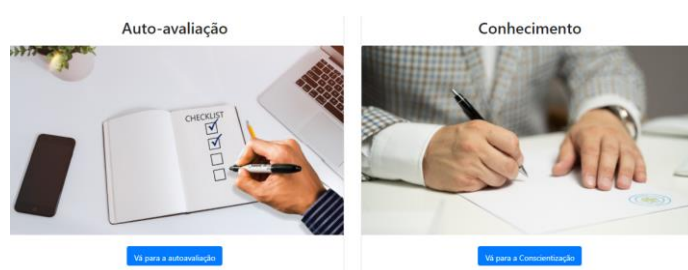 Auto-avaliação
Conhecimento
CHECKLIST
Vá para a autoavaliação
Vá para a Conscientização